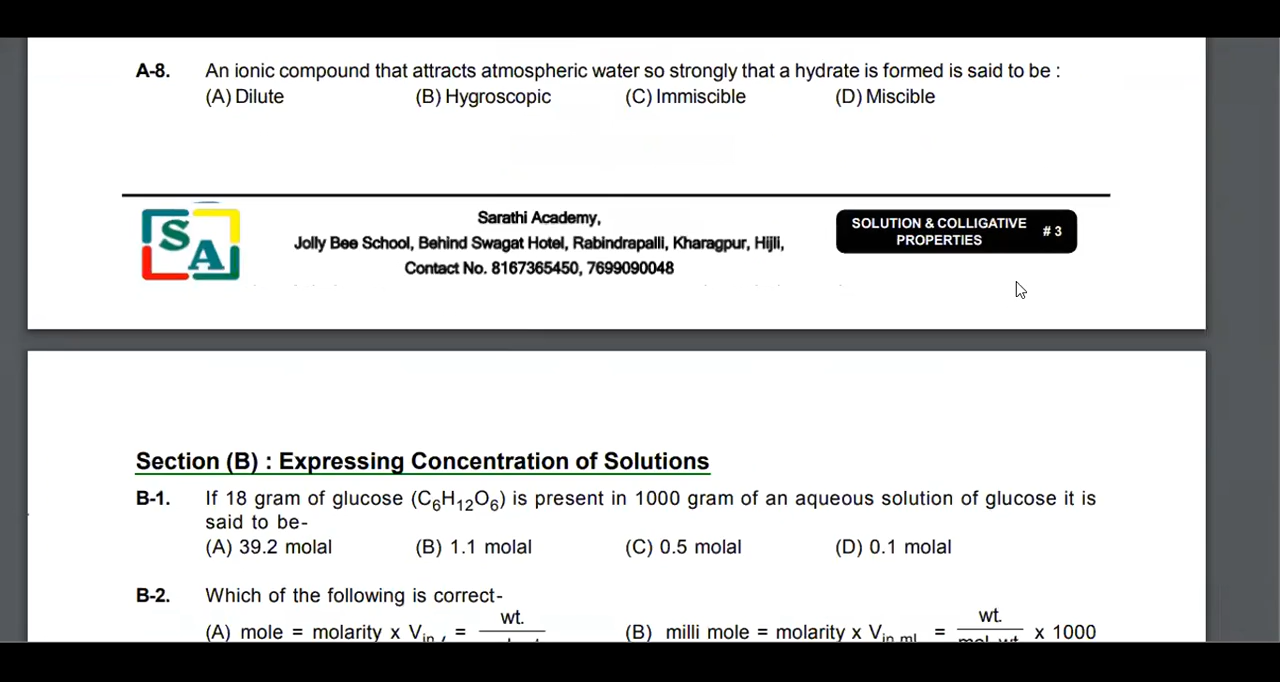 A-8. An ionic compound that attracts atmospheric water so strongly that a hydrate is formed is said to be :
(A) Dilute (B) Hygroscopic (C) Immiscible (D) Miscible
S A
Sarathi Academy,
Jolly Bee School, Behind Swagat Hotel, Rabindrapalli, Kharagpur, Hijli,
Contact No. 8167365450, 7699090048
SOLUTION & COLLIGATIVE
PROPERTIES # 3
Section (B) : Expressing Concentration of Solutions
B-1. If 18 gram of glucose (C₆H₁₂O₆) is present in 1000 gram of an aqueous solution of glucose it is
said to be-
(A) 39.2 molal (B) 1.1 molal (C) 0.5 molal (D) 0.1 molal
B-2. Which of the following is correct-
(A) mole = molarity x V_in = wt.
(B) milli mole = molarity x V_in ml = wt. / mol. wt. x 1000